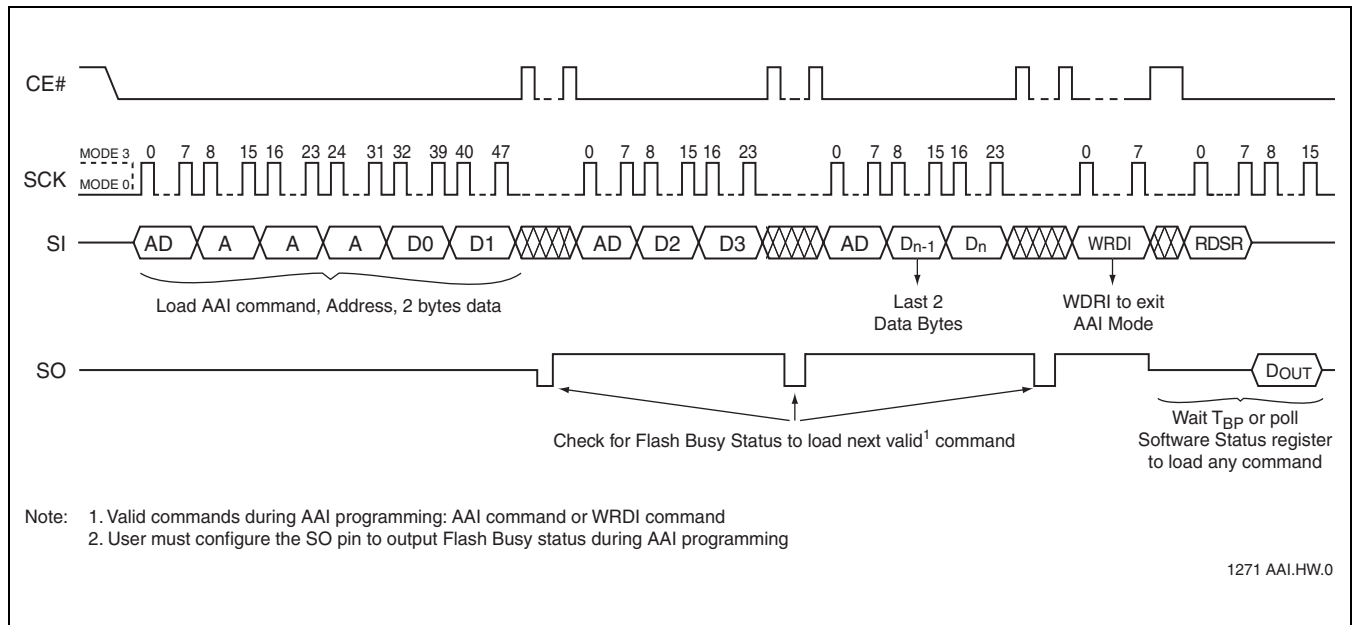 CE#
MODE 3 0 7 8 15 16 23 24 31 32 39 40 47 0 7 8 15 16 23 0 7 8 15 16 23 0 7 0 7 8 15
SCK MODE 0
SI AD A A A D0 D1 AD D2 D3 AD Dn-1 Dn WRDI RDSR
Load AAI command, Address, 2 bytes data
Last 2
Data Bytes
WDRI to exit
AAI Mode
SO DOUT
Check for Flash Busy Status to load next valid1 command
Wait TBP or poll
Software Status register
to load any command
Note: 1. Valid commands during AAI programming: AAI command or WRDI command
2. User must configure the SO pin to output Flash Busy status during AAI programming
1271 AAI.HW.0